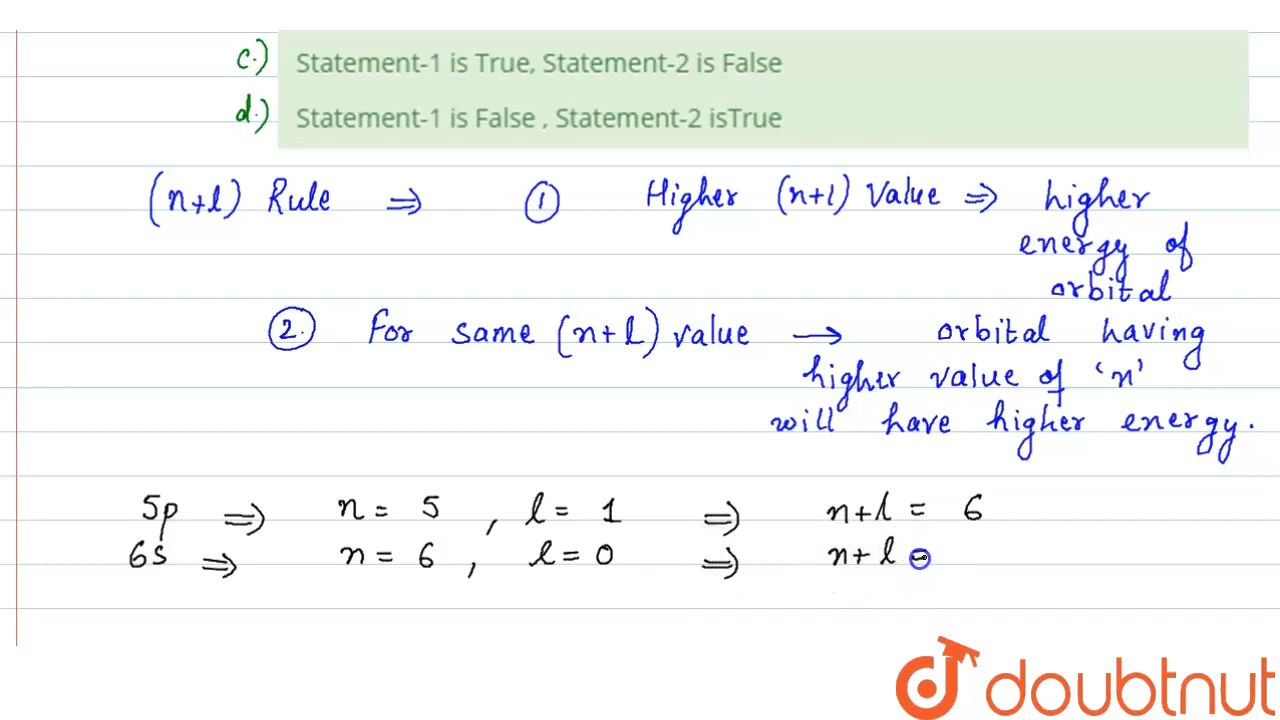 c.) Statement-1 is True, Statement-2 is False
d.) Statement-1 is False , Statement-2 isTrue
(n+l) Rule ⇒ ① Higher (n+l) Value ⇒ higher
energy of
orbital
②. For same (n+l) value → orbital having
higher value of 'n'
will have higher energy.
5p ⇒ n = 5 , l = 1 ⇒ n+l = 6
6s ⇒ n = 6 , l = 0 ⇒ n+l =
doubtnut